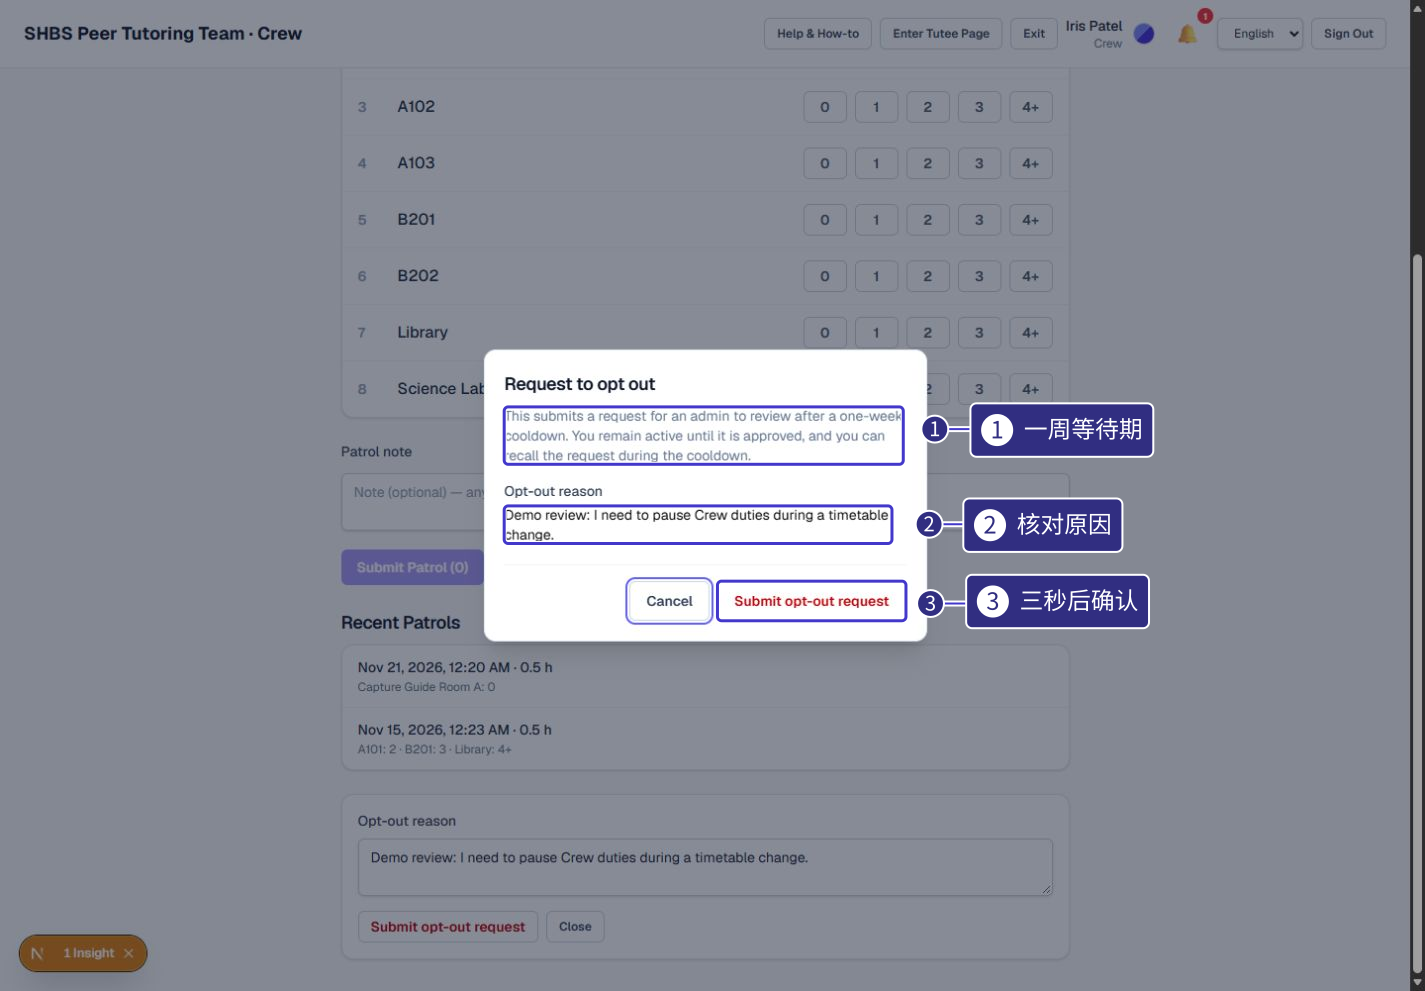 SHBS Peer Tutoring Team · Crew
Help & How-to
Enter Tutee Page
Exit
Iris Patel
Crew
1
English
Sign Out
3 A102 0 1 2 3 4+
4 A103 0 1 2 3 4+
5 B201 0 1 2 3 4+
6 B202 0 1 2 3 4+
7 Library 0 1 2 3 4+
8 Science Lab 2 3 4+
Patrol note
Note (optional) — any
Submit Patrol (0)
Request to opt out
This submits a request for an admin to review after a one-week
cooldown. You remain active until it is approved, and you can
recall the request during the cooldown.
Opt-out reason
Demo review: I need to pause Crew duties during a timetable
change.
Cancel
Submit opt-out request
1 1 一周等待期
2 2 核对原因
3 3 三秒后确认
Recent Patrols
Nov 21, 2026, 12:20 AM · 0.5 h
Capture Guide Room A: 0
Nov 15, 2026, 12:23 AM · 0.5 h
A101: 2 · B201: 3 · Library: 4+
Opt-out reason
Demo review: I need to pause Crew duties during a timetable change.
Submit opt-out request
Close
N 1 Insight ×